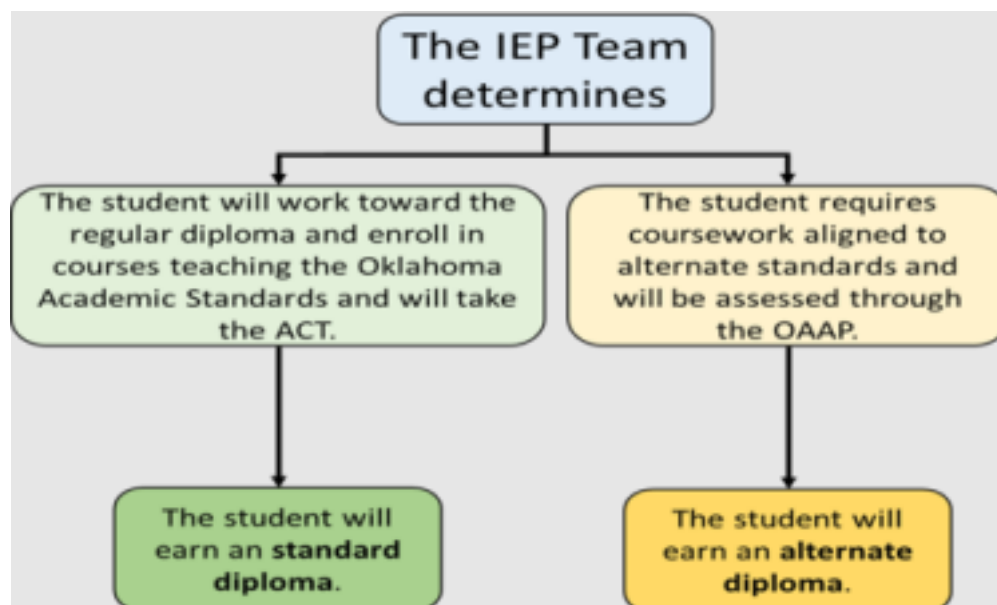 The IEP Team
determines
The student will work toward the
regular diploma and enroll in
courses teaching the Oklahoma
Academic Standards and will take
the ACT.
The student requires
coursework aligned to
alternate standards and
will be assessed through
the OAAP.
The student will
earn an standard
diploma.
The student will
earn an alternate
diploma.